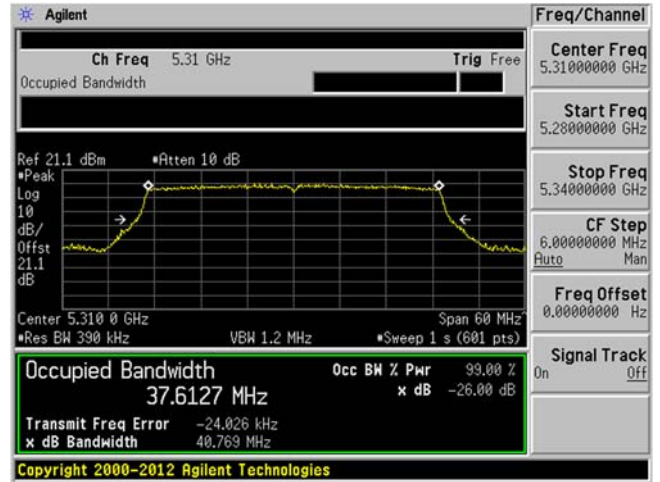 Agilent
Freq/Channel
Ch Freq 5.31 GHz Trig Free
Occupied Bandwidth
Center Freq
5.31000000 GHz
Start Freq
5.28000000 GHz
Stop Freq
5.34000000 GHz
CF Step
6.00000000 MHz
Auto Man
Freq Offset
0.00000000 Hz
Signal Track
On Off
Ref 21.1 dBm #Atten 10 dB
#Peak
Log
10
dB/
Offst
21.1
dB
Center 5.310 0 GHz Span 60 MHz
#Res BW 390 kHz VBW 1.2 MHz #Sweep 1 s (601 pts)
Occupied Bandwidth Occ BW % Pwr 99.00 %
37.6127 MHz x dB -26.00 dB
Transmit Freq Error -24.026 kHz
x dB Bandwidth 40.769 MHz
Copyright 2000-2012 Agilent Technologies